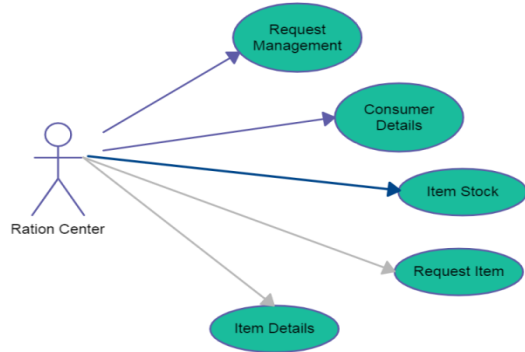 Request
Management
Consumer
Details
Item Stock
Ration Center
Request Item
Item Details